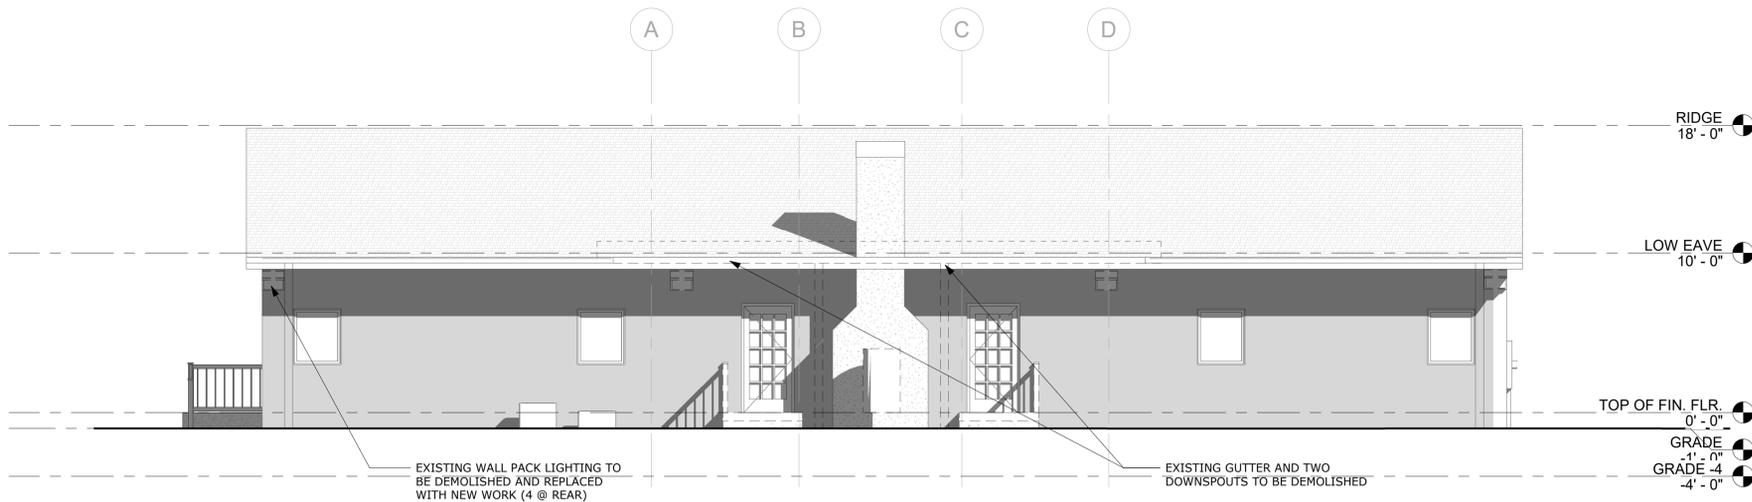 A
B
C
D
RIDGE
18' - 0"
LOW EAVE
10' - 0"
TOP OF FIN. FLR.
0' - 0"
GRADE
-1' - 0"
GRADE -4
-4' - 0"
EXISTING WALL PACK LIGHTING TO
BE DEMOLISHED AND REPLACED
WITH NEW WORK (4 @ REAR)
EXISTING GUTTER AND TWO
DOWNSPOUTS TO BE DEMOLISHED